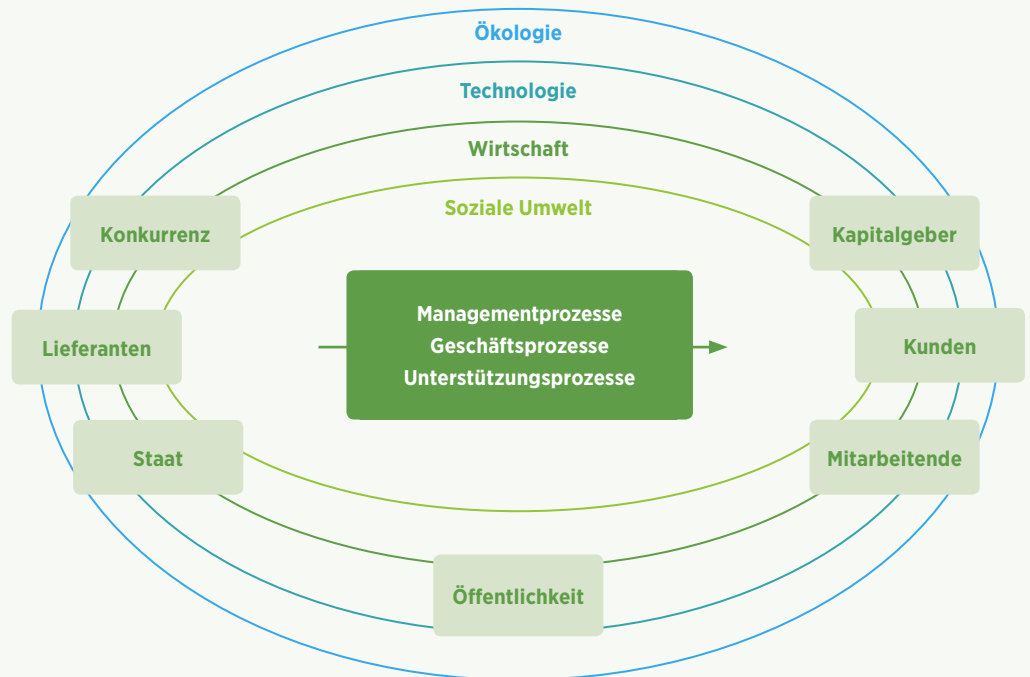 Ökologie
Technologie
Wirtschaft
Soziale Umwelt
Konkurrenz
Kapitalgeber
Managementprozesse
Geschäftsprozesse
Unterstützungsprozesse
Lieferanten
Kunden
Staat
Mitarbeitende
Öffentlichkeit